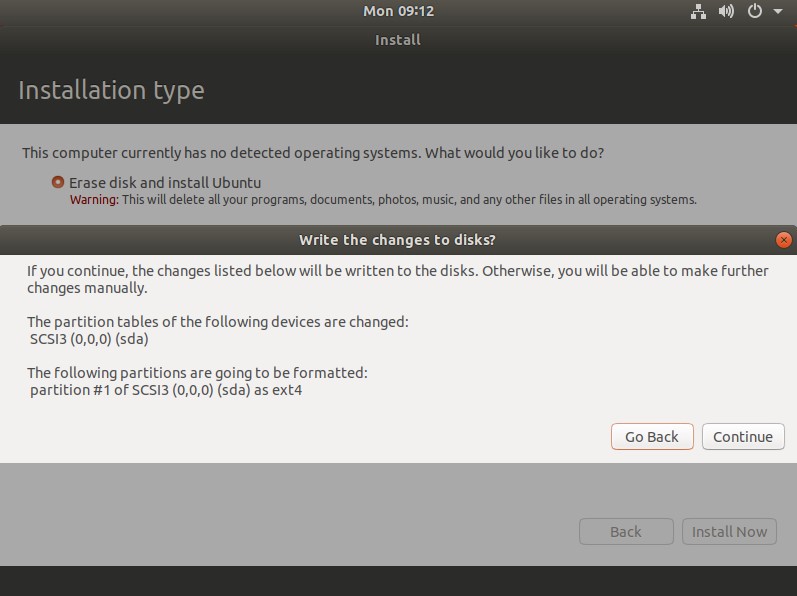 Mon 09:12
Install
Installation type
This computer currently has no detected operating systems. What would you like to do?
Erase disk and install Ubuntu
Warning: This will delete all your programs, documents, photos, music, and any other files in all operating systems.
Write the changes to disks?
If you continue, the changes listed below will be written to the disks. Otherwise, you will be able to make further
changes manually.
The partition tables of the following devices are changed:
SCSI3 (0,0,0) (sda)
The following partitions are going to be formatted:
partition #1 of SCSI3 (0,0,0) (sda) as ext4
Go Back Continue
Back Install Now